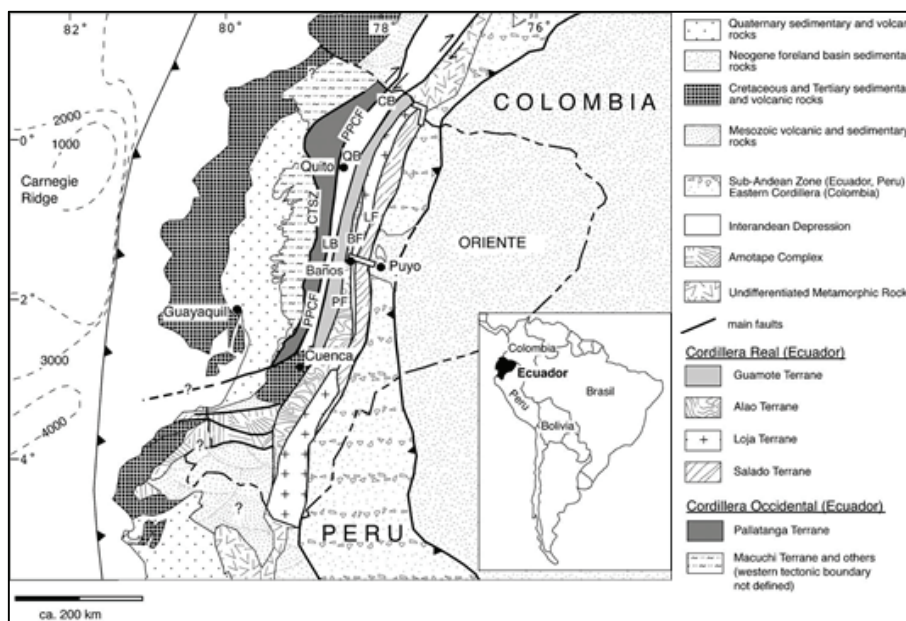 82°
80
78
76°
0°
2°
4°
2000
1000
3000
4000
Carnegie
Ridge
COLOMBIA
CB
PPCF
QB
Quito
CTSZ
LF
ORIENTE
LB
BF
Baños
Puyo
PF
Guayaquil
PPCF
Cuenca
?
?
?
?
PERU
Colombia
Ecuador
Peru
Brasil
Bolivia
ca. 200 km
Quaternary sedimentary and volcan
rocks
Neogene foreland basin sedimenta
rocks
Cretaceous and Tertiary sedimenta
and volcanic rocks
Mesozoic volcanic and sedimentary
rocks
Sub-Andean Zone (Ecuador, Peru)
Eastern Cordillera (Colombia)
Interandean Depression
Amotape Complex
Undifferentiated Metamorphic Rock
main faults
Cordillera Real (Ecuador)
Guamote Terrane
Alao Terrane
Loja Terrane
Salado Terrane
Cordillera Occidental (Ecuador)
Pallatanga Terrane
Macuchi Terrane and others
(western tectonic boundary
not defined)